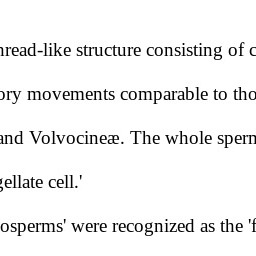 hread-like structure consisting of c
ory movements comparable to tho
and Volvocineæ. The whole sperm
gellate cell.'
osperms' were recognized as the 'f